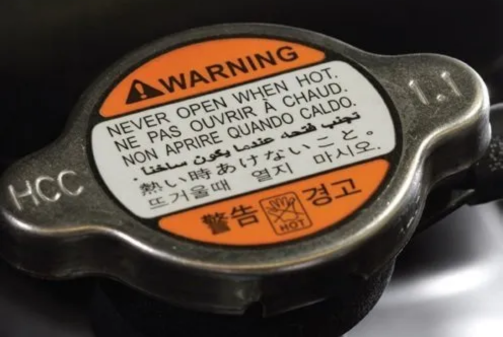 WARNING
NEVER OPEN WHEN HOT.
NE PAS OUVRIR À CHAUD.
NON APRIRE QUANDO CALDO.
تجنب فتحه عندما يكون ساخنا.
熱い時あけないこと。
뜨거울때 열지 마시오.
警告 HOT 경고
HCC
1.1